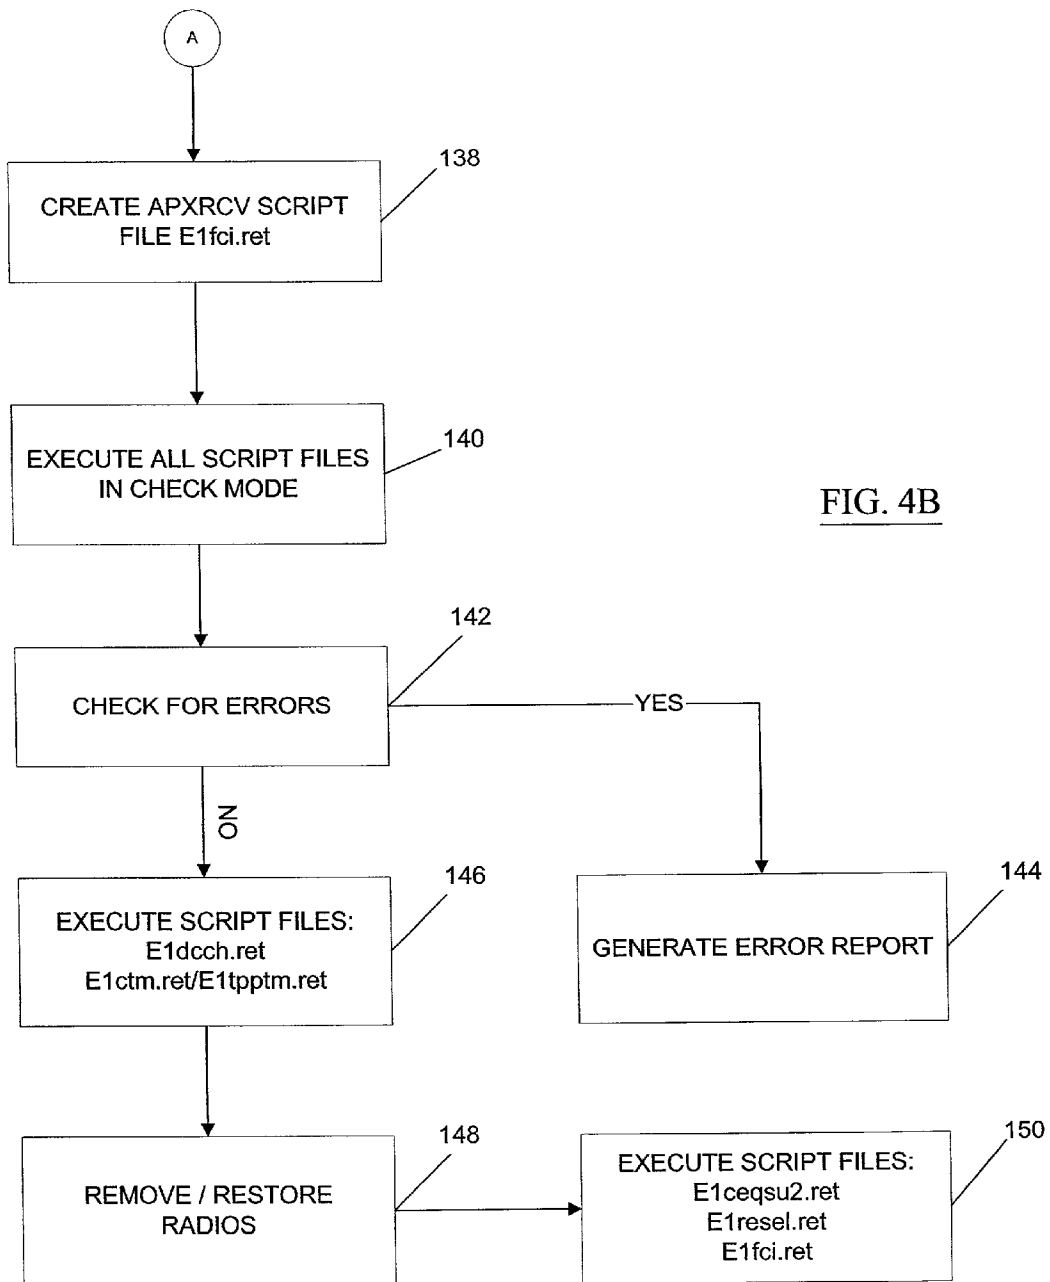 A
138
CREATE APXRCV SCRIPT
FILE E1fci.ret
140
EXECUTE ALL SCRIPT FILES
IN CHECK MODE
FIG. 4B
142
CHECK FOR ERRORS
YES
NO
146
EXECUTE SCRIPT FILES:
E1dcch.ret
E1ctm.ret/E1tpptm.ret
144
GENERATE ERROR REPORT
148
REMOVE / RESTORE
RADIOS
150
EXECUTE SCRIPT FILES:
E1ceqsu2.ret
E1resel.ret
E1fci.ret